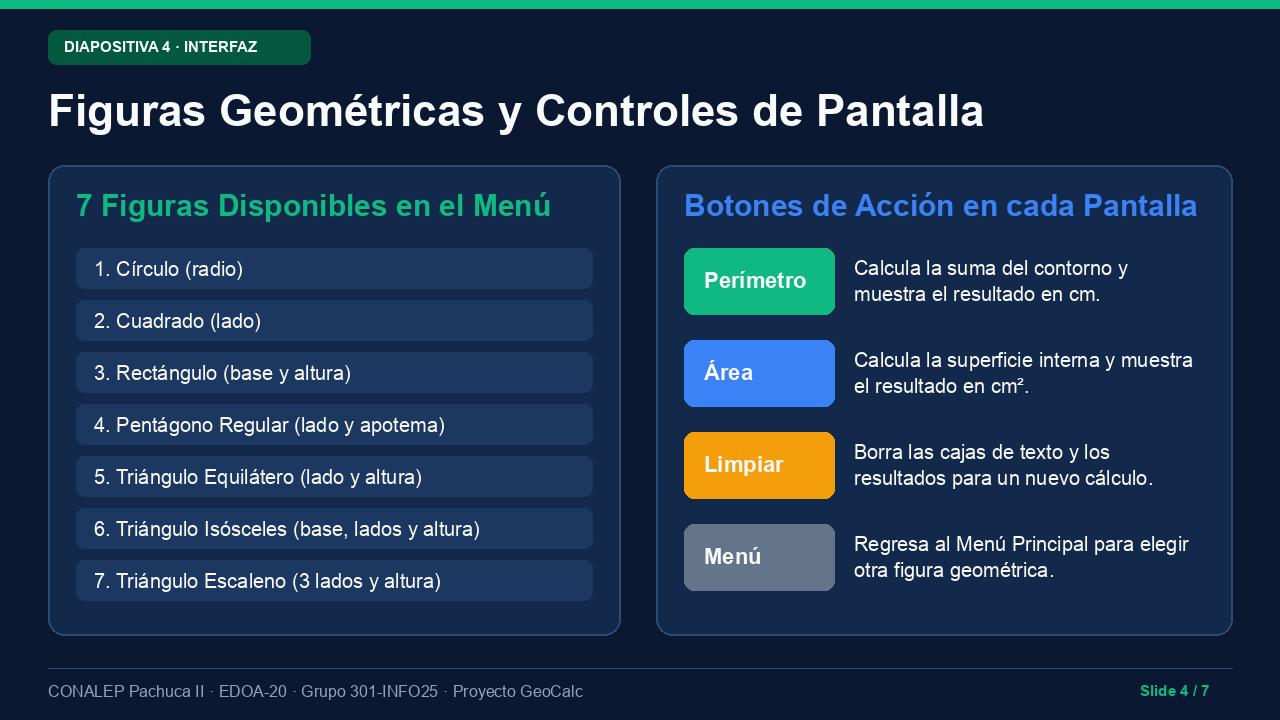 DIAPOSITIVA 4 · INTERFAZ
Figuras Geométricas y Controles de Pantalla
7 Figuras Disponibles en el Menú
1. Círculo (radio)
2. Cuadrado (lado)
3. Rectángulo (base y altura)
4. Pentágono Regular (lado y apotema)
5. Triángulo Equilátero (lado y altura)
6. Triángulo Isósceles (base, lados y altura)
7. Triángulo Escaleno (3 lados y altura)
Botones de Acción en cada Pantalla
Perímetro
Calcula la suma del contorno y
muestra el resultado en cm.
Área
Calcula la superficie interna y muestra
el resultado en cm².
Limpiar
Borra las cajas de texto y los
resultados para un nuevo cálculo.
Menú
Regresa al Menú Principal para elegir
otra figura geométrica.
CONALEP Pachuca II · EDOA-20 · Grupo 301-INFO25 · Proyecto GeoCalc
Slide 4 / 7